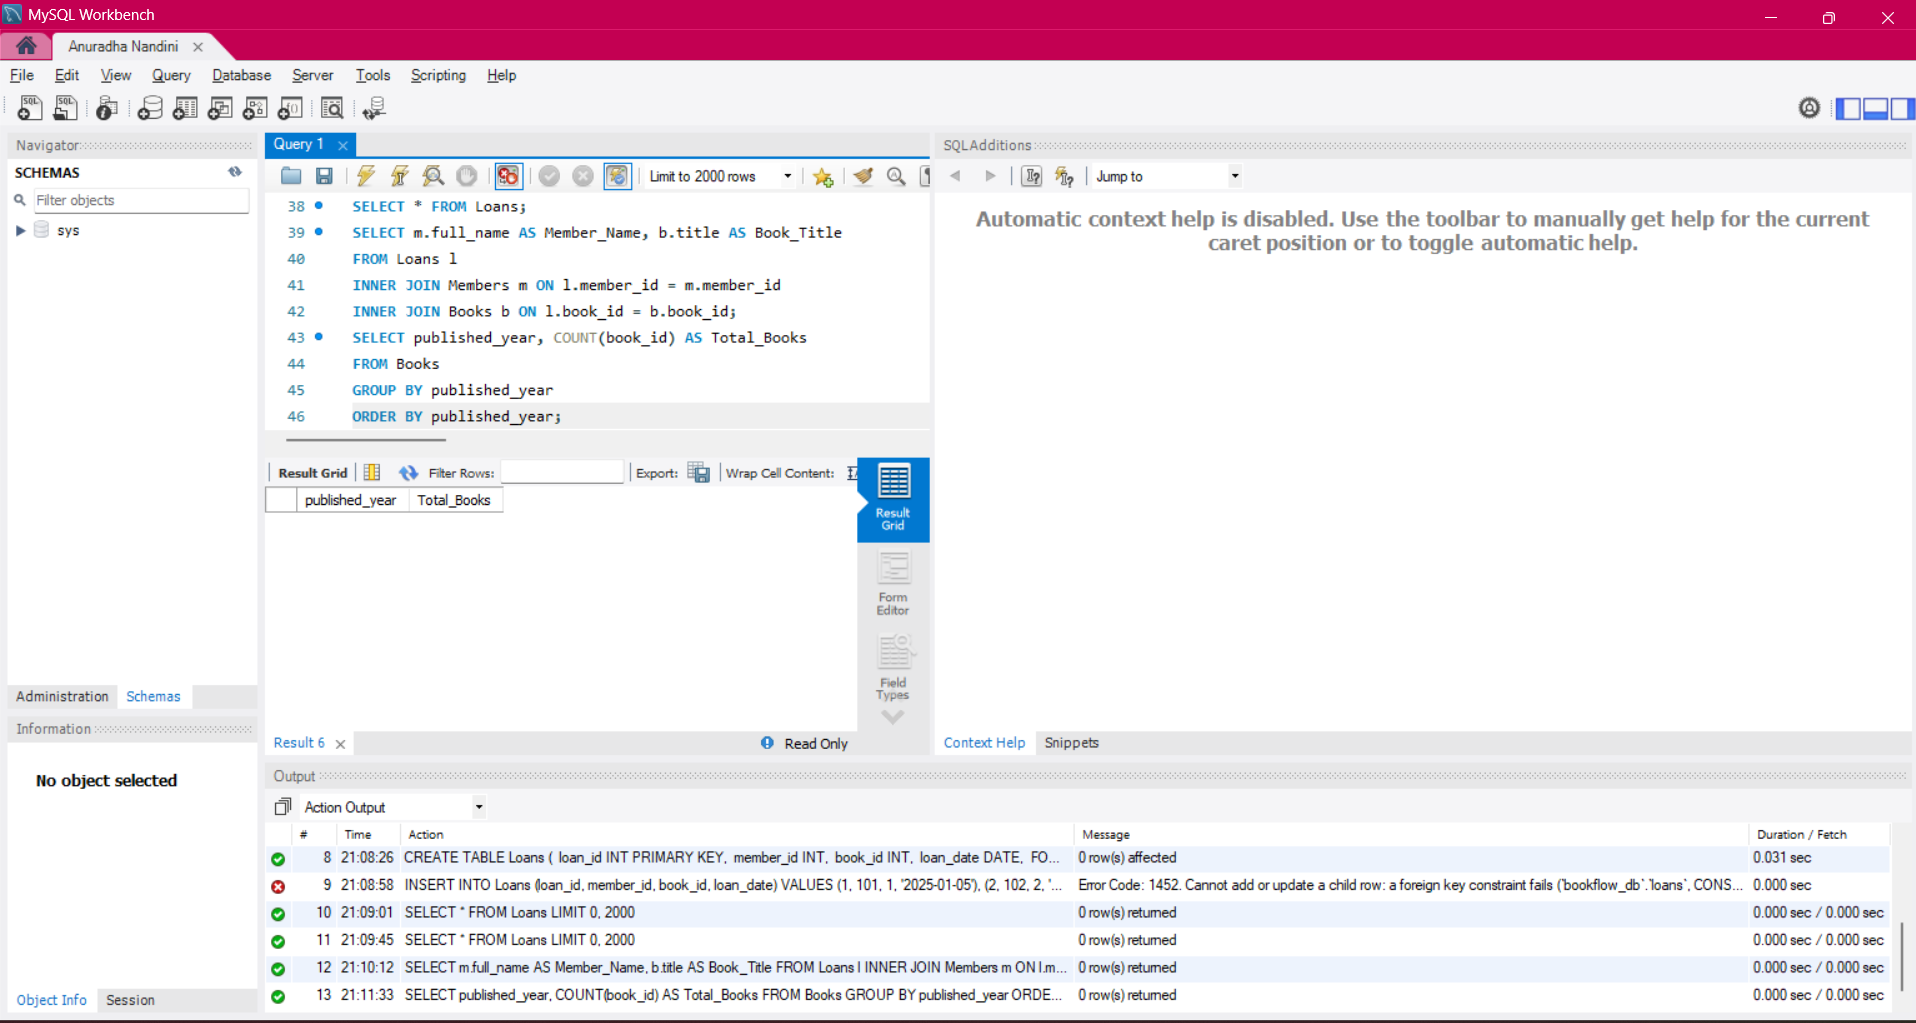 MySQL Workbench
Anuradha Nandini
File Edit View Query Database Server Tools Scripting Help
Navigator
SCHEMAS
Filter objects
sys
Administration Schemas
Information
No object selected
Object Info Session
Query 1
Limit to 2000 rows
38 SELECT * FROM Loans;
39 SELECT m.full_name AS Member_Name, b.title AS Book_Title
40 FROM Loans l
41 INNER JOIN Members m ON l.member_id = m.member_id
42 INNER JOIN Books b ON l.book_id = b.book_id;
43 SELECT published_year, COUNT(book_id) AS Total_Books
44 FROM Books
45 GROUP BY published_year
46 ORDER BY published_year;
Result Grid Filter Rows: Export: Wrap Cell Content:
published_year Total_Books
Result Grid
Form Editor
Field Types
Result 6 Read Only
SQLAdditions
Jump to
Automatic context help is disabled. Use the toolbar to manually get help for the current
caret position or to toggle automatic help.
Context Help Snippets
Output
Action Output
# Time Action Message Duration / Fetch
8 21:08:26 CREATE TABLE Loans ( loan_id INT PRIMARY KEY, member_id INT, book_id INT, loan_date DATE, FO... 0 row(s) affected 0.031 sec
9 21:08:58 INSERT INTO Loans (loan_id, member_id, book_id, loan_date) VALUES (1, 101, 1, '2025-01-05'), (2, 102, 2, '... Error Code: 1452. Cannot add or update a child row: a foreign key constraint fails (`bookflow_db`.`loans`, CONS... 0.000 sec
10 21:09:01 SELECT * FROM Loans LIMIT 0, 2000 0 row(s) returned 0.000 sec / 0.000 sec
11 21:09:45 SELECT * FROM Loans LIMIT 0, 2000 0 row(s) returned 0.000 sec / 0.000 sec
12 21:10:12 SELECT m.full_name AS Member_Name, b.title AS Book_Title FROM Loans l INNER JOIN Members m ON l.m... 0 row(s) returned 0.000 sec / 0.000 sec
13 21:11:33 SELECT published_year, COUNT(book_id) AS Total_Books FROM Books GROUP BY published_year ORDE... 0 row(s) returned 0.000 sec / 0.000 sec